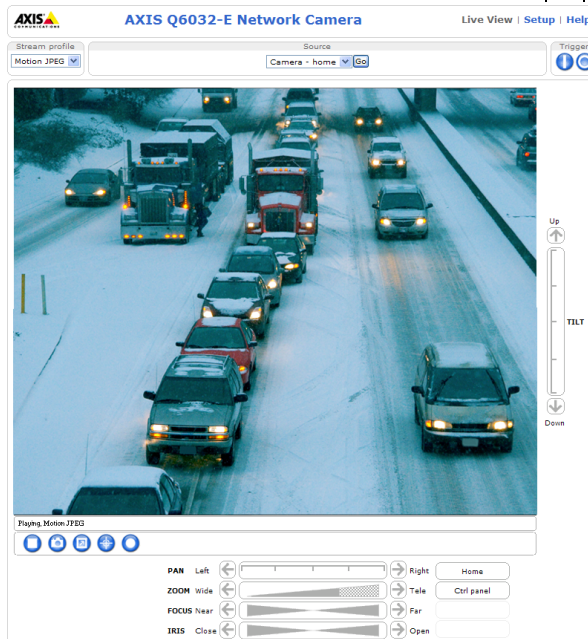 AXIS
COMMUNICATIONS
AXIS Q6032-E Network Camera
Live View | Setup | Help
Stream profile
Source
Trigger
Motion JPEG
Camera - home
Go
Up
TILT
Down
Playing, Motion JPEG
PAN Left Right Home
ZOOM Wide Tele Ctrl panel
FOCUS Near Far
IRIS Close Open